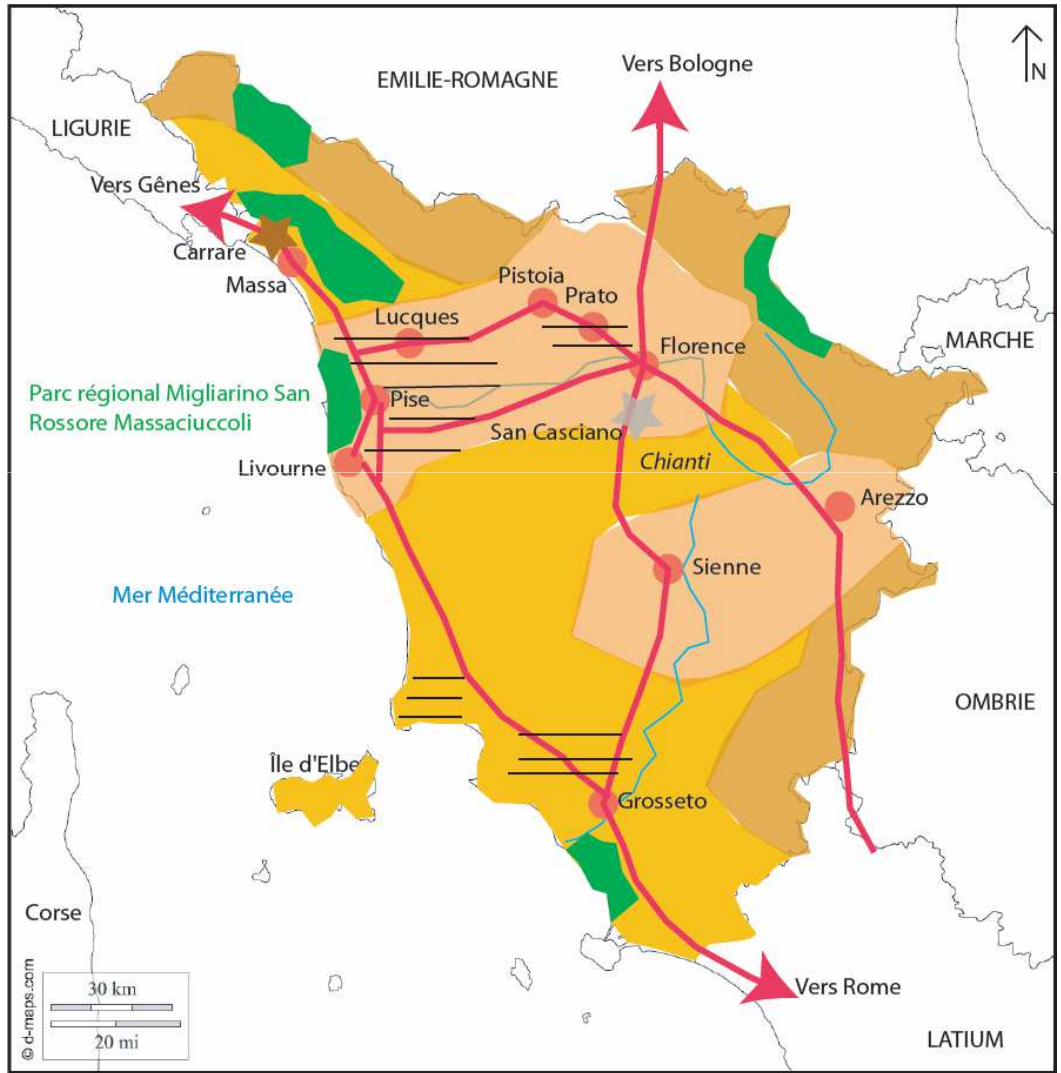 N
Vers Bologne
EMILIE-ROMAGNE
LIGURIE
Vers Gênes
Carrare
Massa
Pistoia
Prato
Lucques
Florence
MARCHE
Parc régional Migliarino San
Rossore Massaciuccoli
Pise
San Casciano
Chianti
Livourne
Arezzo
Sienne
Mer Méditerranée
OMBRIE
Île d'Elbe
Grosseto
Corse
Vers Rome
LATIUM
30 km
20 mi
© d-maps.com